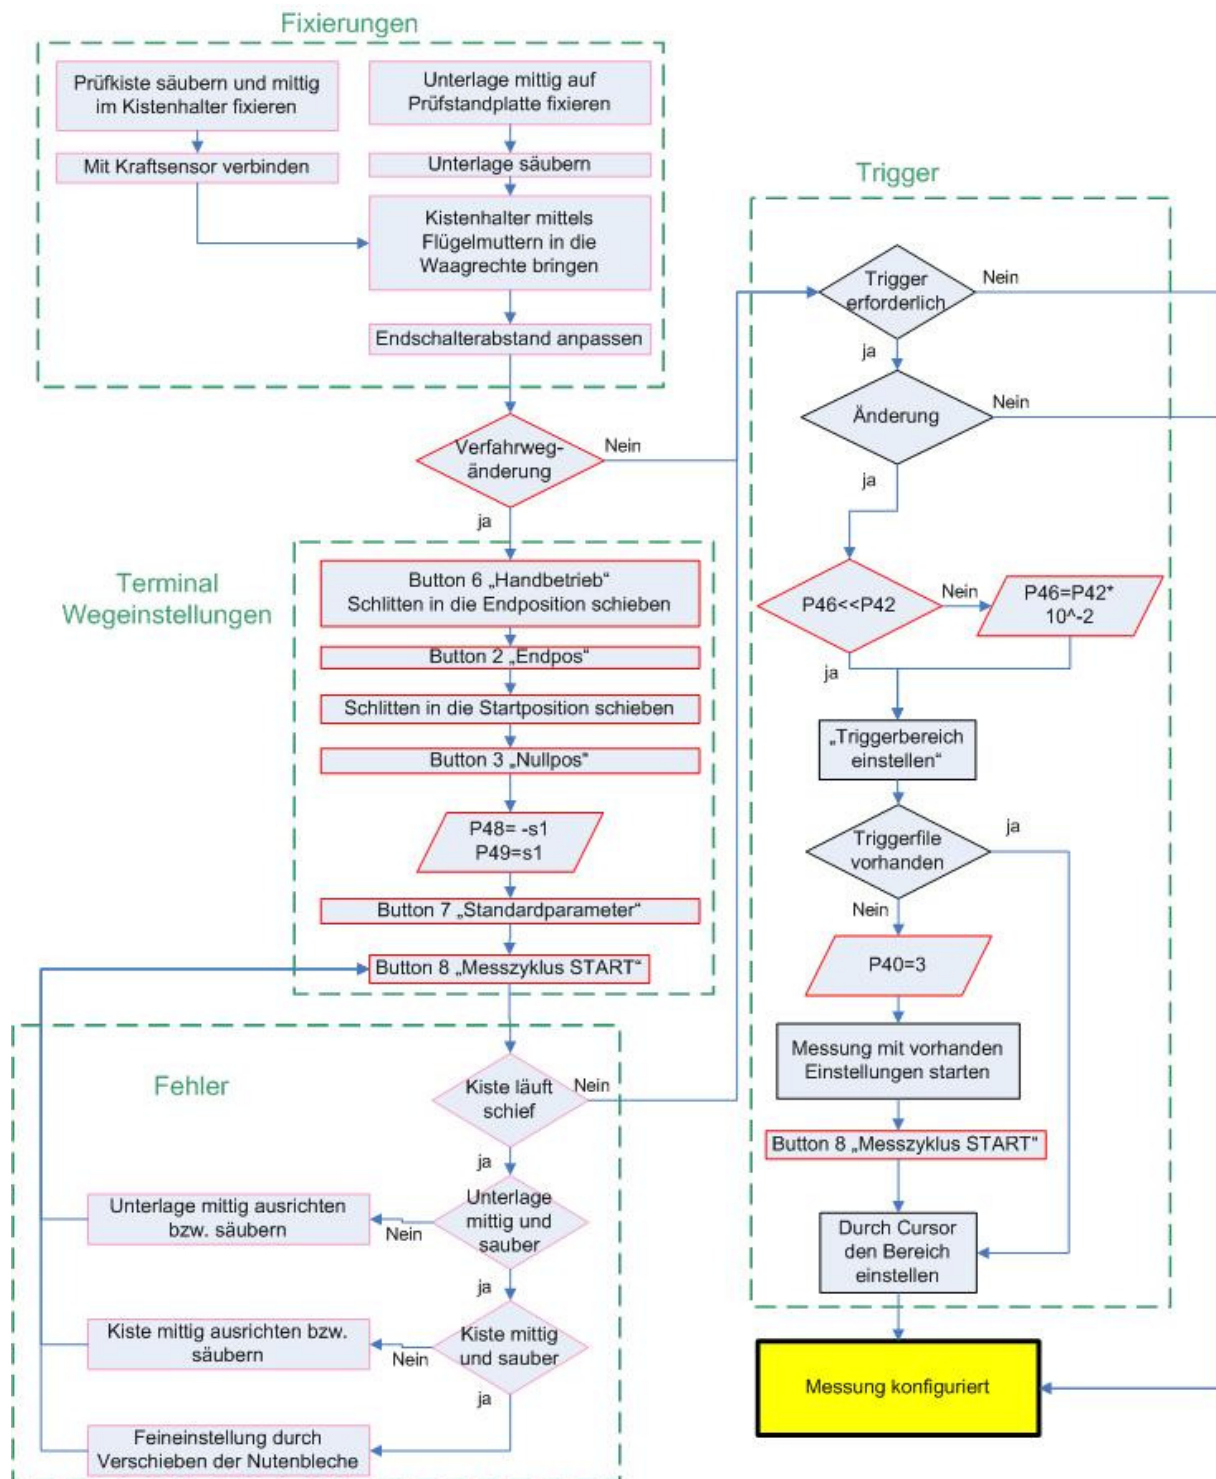 Fixierungen
Prüfkiste säubern und mittig
im Kistenhalter fixieren
Unterlage mittig auf
Prüfstandplatte fixieren
Mit Kraftsensor verbinden
Unterlage säubern
Kistenhalter mittels
Flügelmuttern in die
Waagrechte bringen
Endschalterabstand anpassen
Verfahrweg-
änderung
Nein
ja
Terminal
Wegeinstellungen
Button 6 „Handbetrieb“
Schlitten in die Endposition schieben
Button 2 „Endpos“
Schlitten in die Startposition schieben
Button 3 „Nullpos“
P48= -s1
P49=s1
Button 7 „Standardparameter“
Button 8 „Messzyklus START“
Fehler
Kiste läuft
schief
Nein
ja
Unterlage
mittig und
sauber
Nein
Unterlage mittig ausrichten
bzw. säubern
ja
Kiste mittig
und sauber
Nein
Kiste mittig ausrichten bzw.
säubern
ja
Feineinstellung durch
Verschieben der Nutenbleche
Trigger
Trigger
erforderlich
Nein
ja
Änderung
Nein
ja
P46<<P42
Nein
P46=P42*
10^-2
ja
„Triggerbereich
einstellen“
Triggerfile
vorhanden
ja
Nein
P40=3
Messung mit vorhanden
Einstellungen starten
Button 8 „Messzyklus START“
Durch Cursor
den Bereich
einstellen
Messung konfiguriert